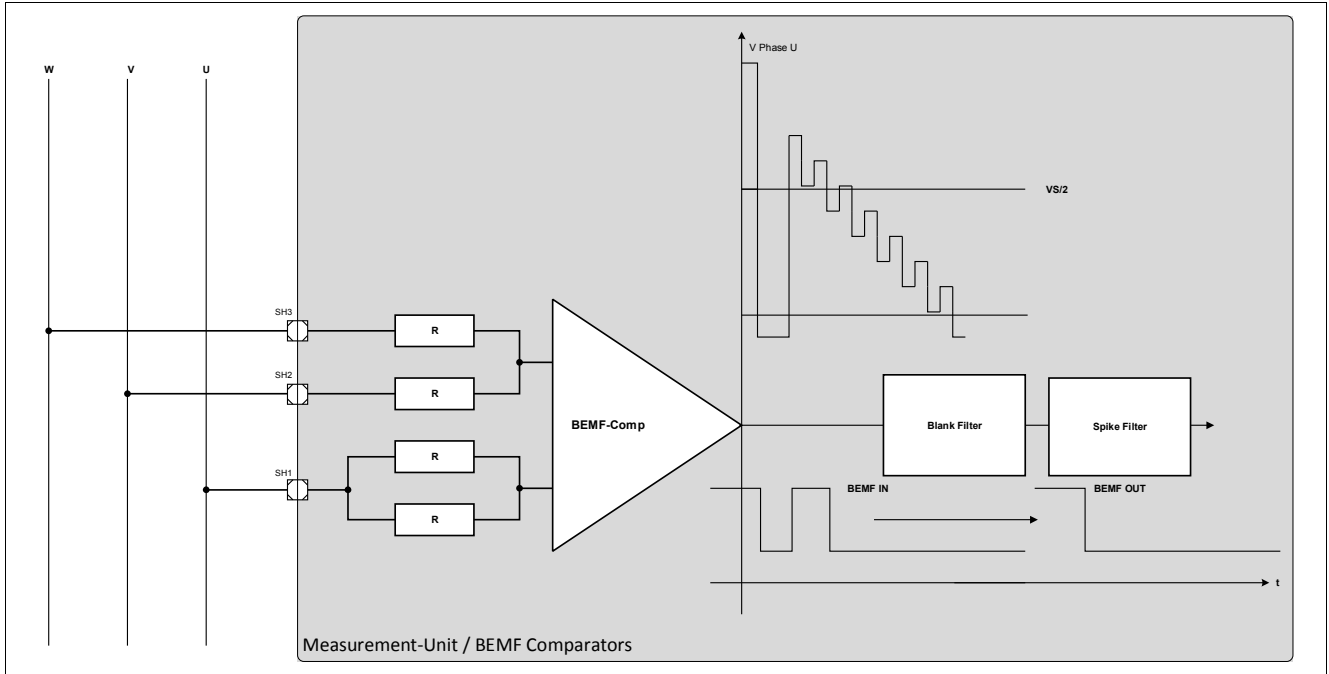 V Phase U
W
V
U
VS/2
SH3
R
SH2
R
BEMF-Comp
Blank Filter
Spike Filter
R
SH1
BEMF IN
BEMF OUT
R
t
Measurement-Unit / BEMF Comparators